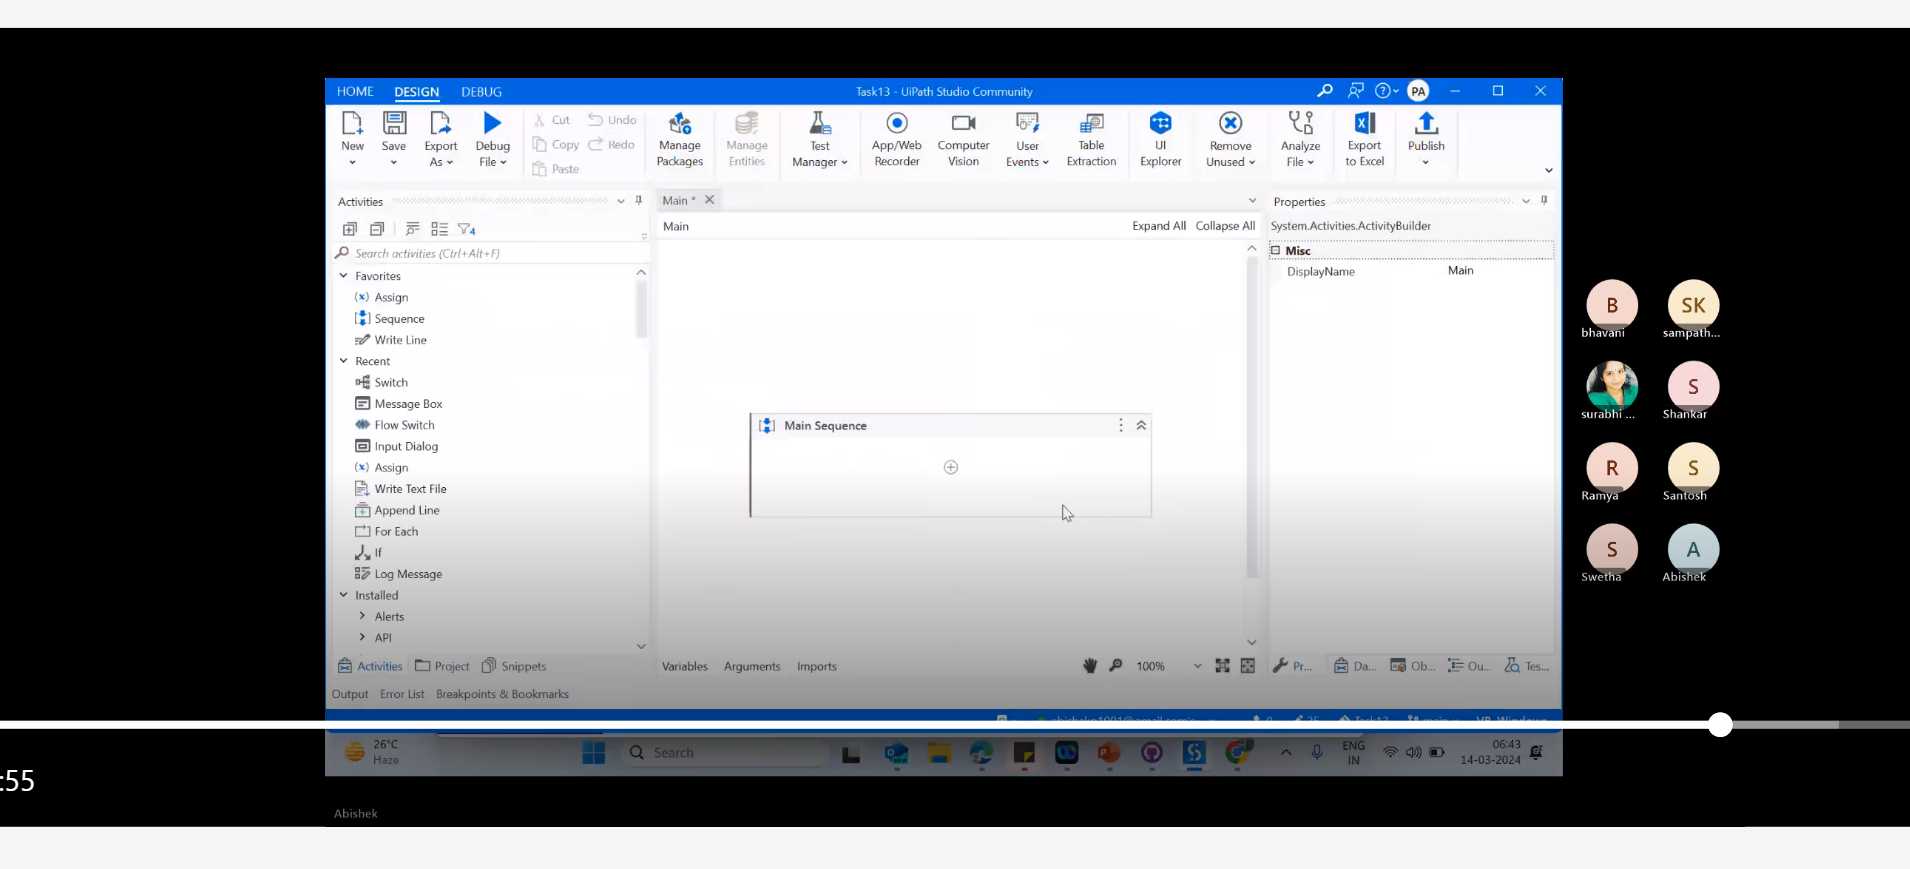 HOME DESIGN DEBUG Task13 - UiPath Studio Community PA
New Save Export As Debug File Cut Copy Paste Undo Redo Manage Packages Manage Entities Test Manager App/Web Recorder Computer Vision User Events Table Extraction UI Explorer Remove Unused Analyze File Export to Excel Publish
Activities
Search activities (Ctrl+Alt+F)
Favorites
Assign
Sequence
Write Line
Recent
Switch
Message Box
Flow Switch
Input Dialog
Assign
Write Text File
Append Line
For Each
If
Log Message
Installed
Alerts
API
Activities Project Snippets
Output Error List Breakpoints & Bookmarks
Main *
Main Expand All Collapse All
Main Sequence
Variables Arguments Imports 100%
Properties
System.Activities.ActivityBuilder
Misc
DisplayName Main
Pr... Da... Ob... Ou... Tes...
B SK
bhavani sampath...
S
surabhi ... Shankar
R S
Ramya Santosh
S A
Swetha Abishek
26°C
Haze
Search
ENG
IN
06:43
14-03-2024
:55
Abishek